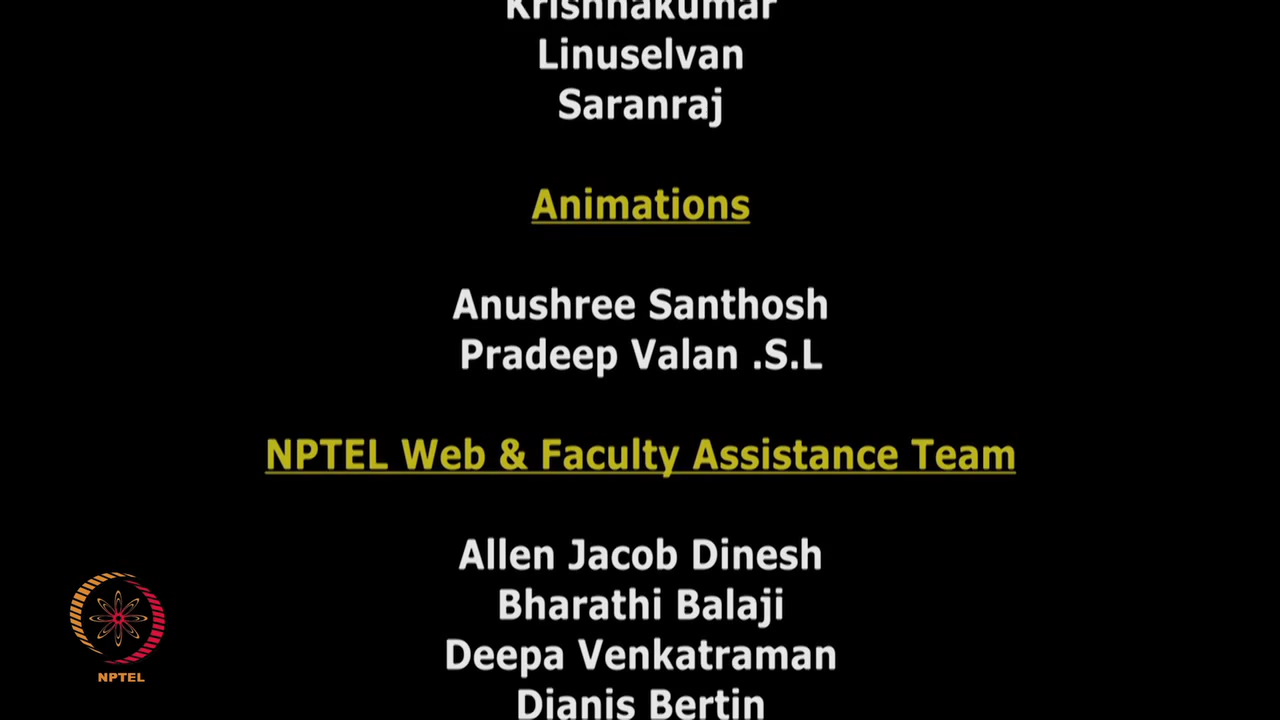 Krishnakumar
Linuselvan
Saranraj
Animations
Anushree Santhosh
Pradeep Valan .S.L
NPTEL Web & Faculty Assistance Team
Allen Jacob Dinesh
Bharathi Balaji
Deepa Venkatraman
Dianis Bertin
NPTEL